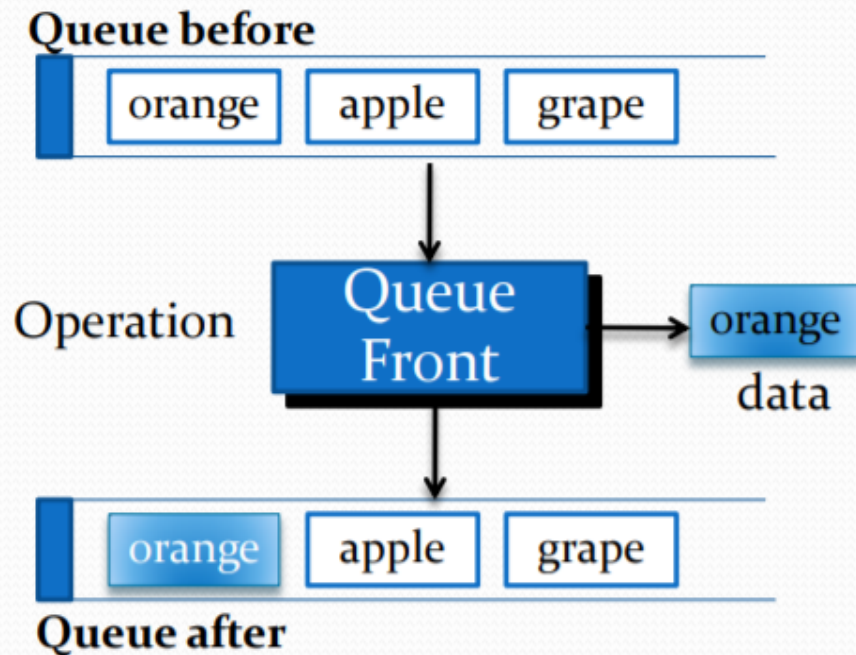 Queue before
orange apple grape
Operation
Queue
Front
orange
data
orange apple grape
Queue after